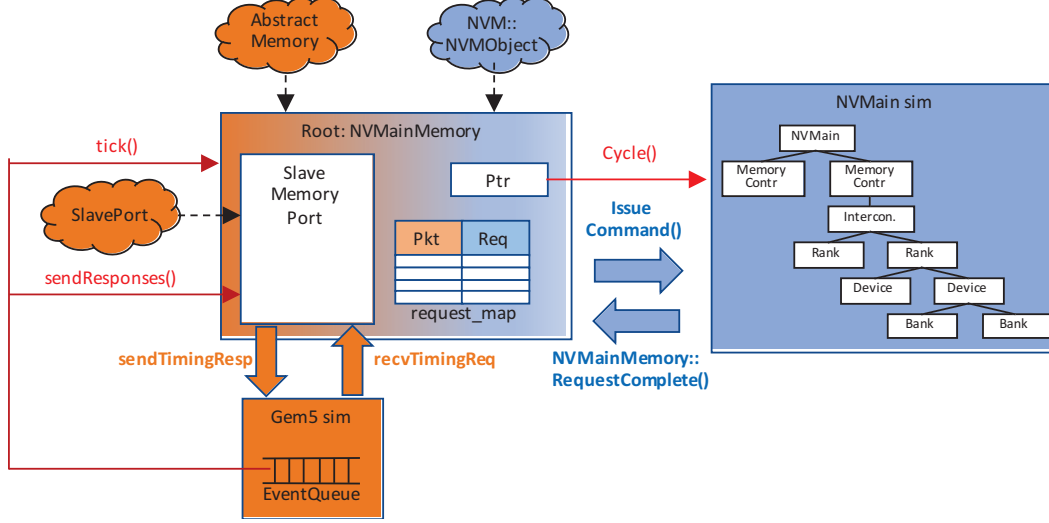 Abstract
Memory
NVM::
NVMObject
Root: NVMainMemory
NVMain sim
tick()
Slave
Memory
Port
Ptr
Cycle()
NVMain
Memory
Contr
Memory
Contr
SlavePort
Pkt
Req
Issue
Command()
Intercon.
Rank
Rank
sendResponses()
request_map
Device
Device
Bank
Bank
sendTimingResp
recvTimingReq
NVMainMemory::
RequestComplete()
Gem5 sim
EventQueue